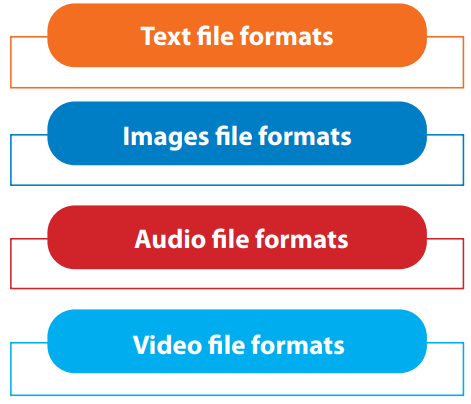 Text file formats
Images file formats
Audio file formats
Video file formats